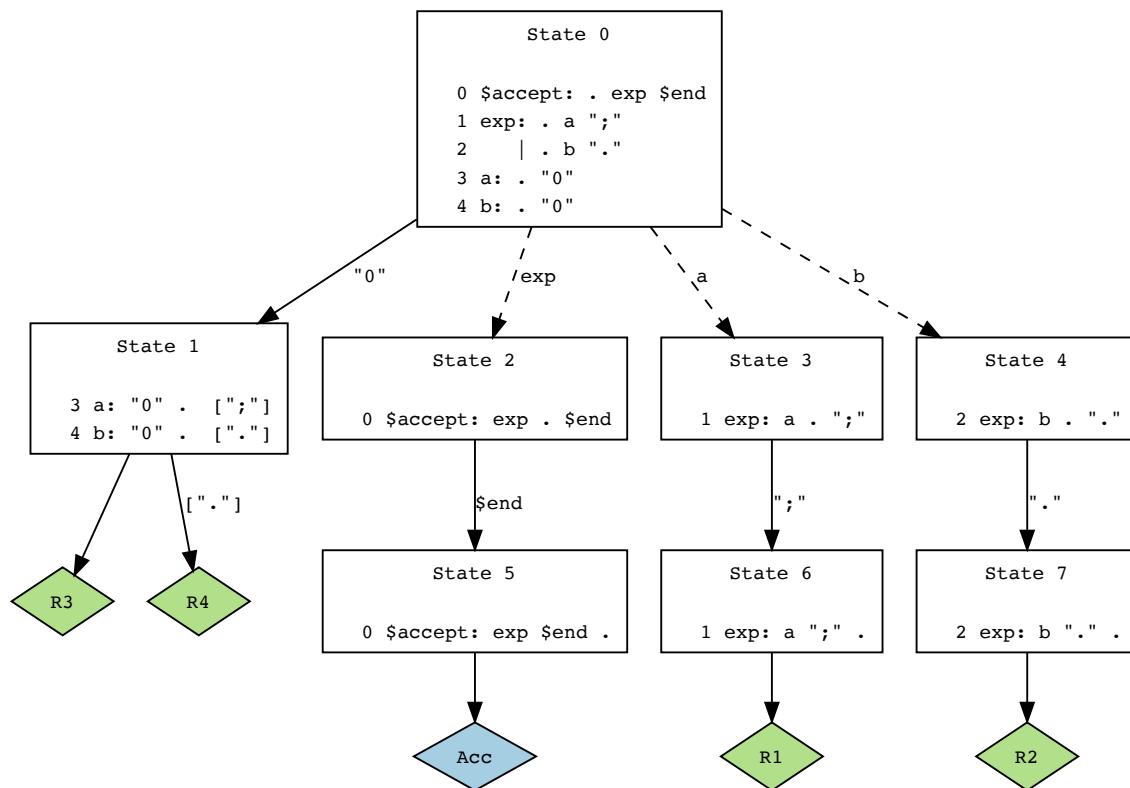 State 0
0 $accept: . exp $end
1 exp: . a ";"
2 | . b "."
3 a: . "0"
4 b: . "0"
"0"
exp
a
b
State 1
3 a: "0" . [";"]
4 b: "0" . ["."]
State 2
0 $accept: exp . $end
State 3
1 exp: a . ";"
State 4
2 exp: b . "."
["."]
$end
";"
"."
R3
R4
State 5
0 $accept: exp $end .
State 6
1 exp: a ";" .
State 7
2 exp: b "." .
Acc
R1
R2